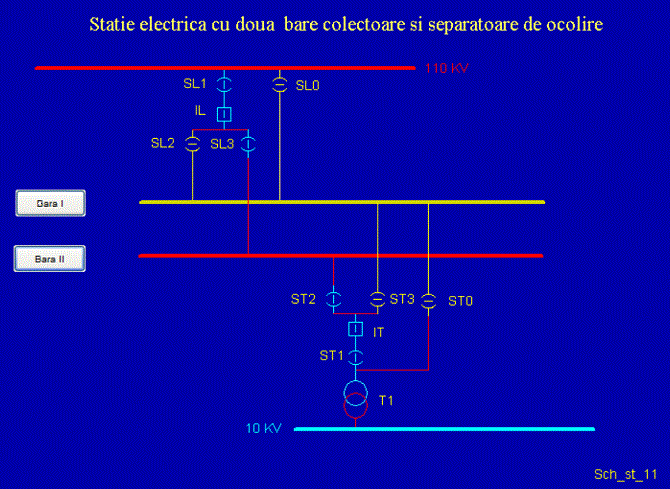 Statie electrica cu doua bare colectoare si separatoare de ocolire
110 KV
SL1
SL0
IL
SL2
SL3
Bara I
Bara II
ST2
ST3
ST0
IT
ST1
T1
10 KV
Sch_st_11